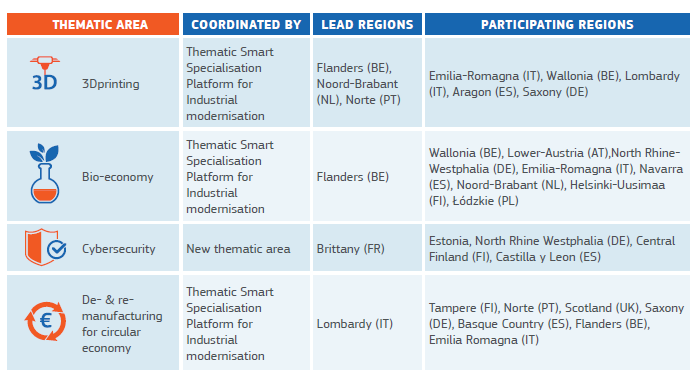 THEMATIC AREA
COORDINATED BY
LEAD REGIONS
PARTICIPATING REGIONS
3D
3Dprinting
Thematic Smart
Specialisation
Platform for
Industrial
modernisation
Flanders (BE),
Noord-Brabant
(NL), Norte (PT)
Emilia-Romagna (IT), Wallonia (BE), Lombardy
(IT), Aragon (ES), Saxony (DE)
Bio-economy
Thematic Smart
Specialisation
Platform for
Industrial
modernisation
Flanders (BE)
Wallonia (BE), Lower-Austria (AT),North Rhine-
Westphalia (DE), Emilia-Romagna (IT), Navarra
(ES), Noord-Brabant (NL), Helsinki-Uusimaa
(FI), Łódzkie (PL)
Cybersecurity
New thematic area
Brittany (FR)
Estonia, North Rhine Westphalia (DE), Central
Finland (FI), Castilla y Leon (ES)
€
De- & re-
manufacturing
for circular
economy
Thematic Smart
Specialisation
Platform for
Industrial
modernisation
Lombardy (IT)
Tampere (FI), Norte (PT), Scotland (UK), Saxony
(DE), Basque Country (ES), Flanders (BE),
Emilia Romagna (IT)